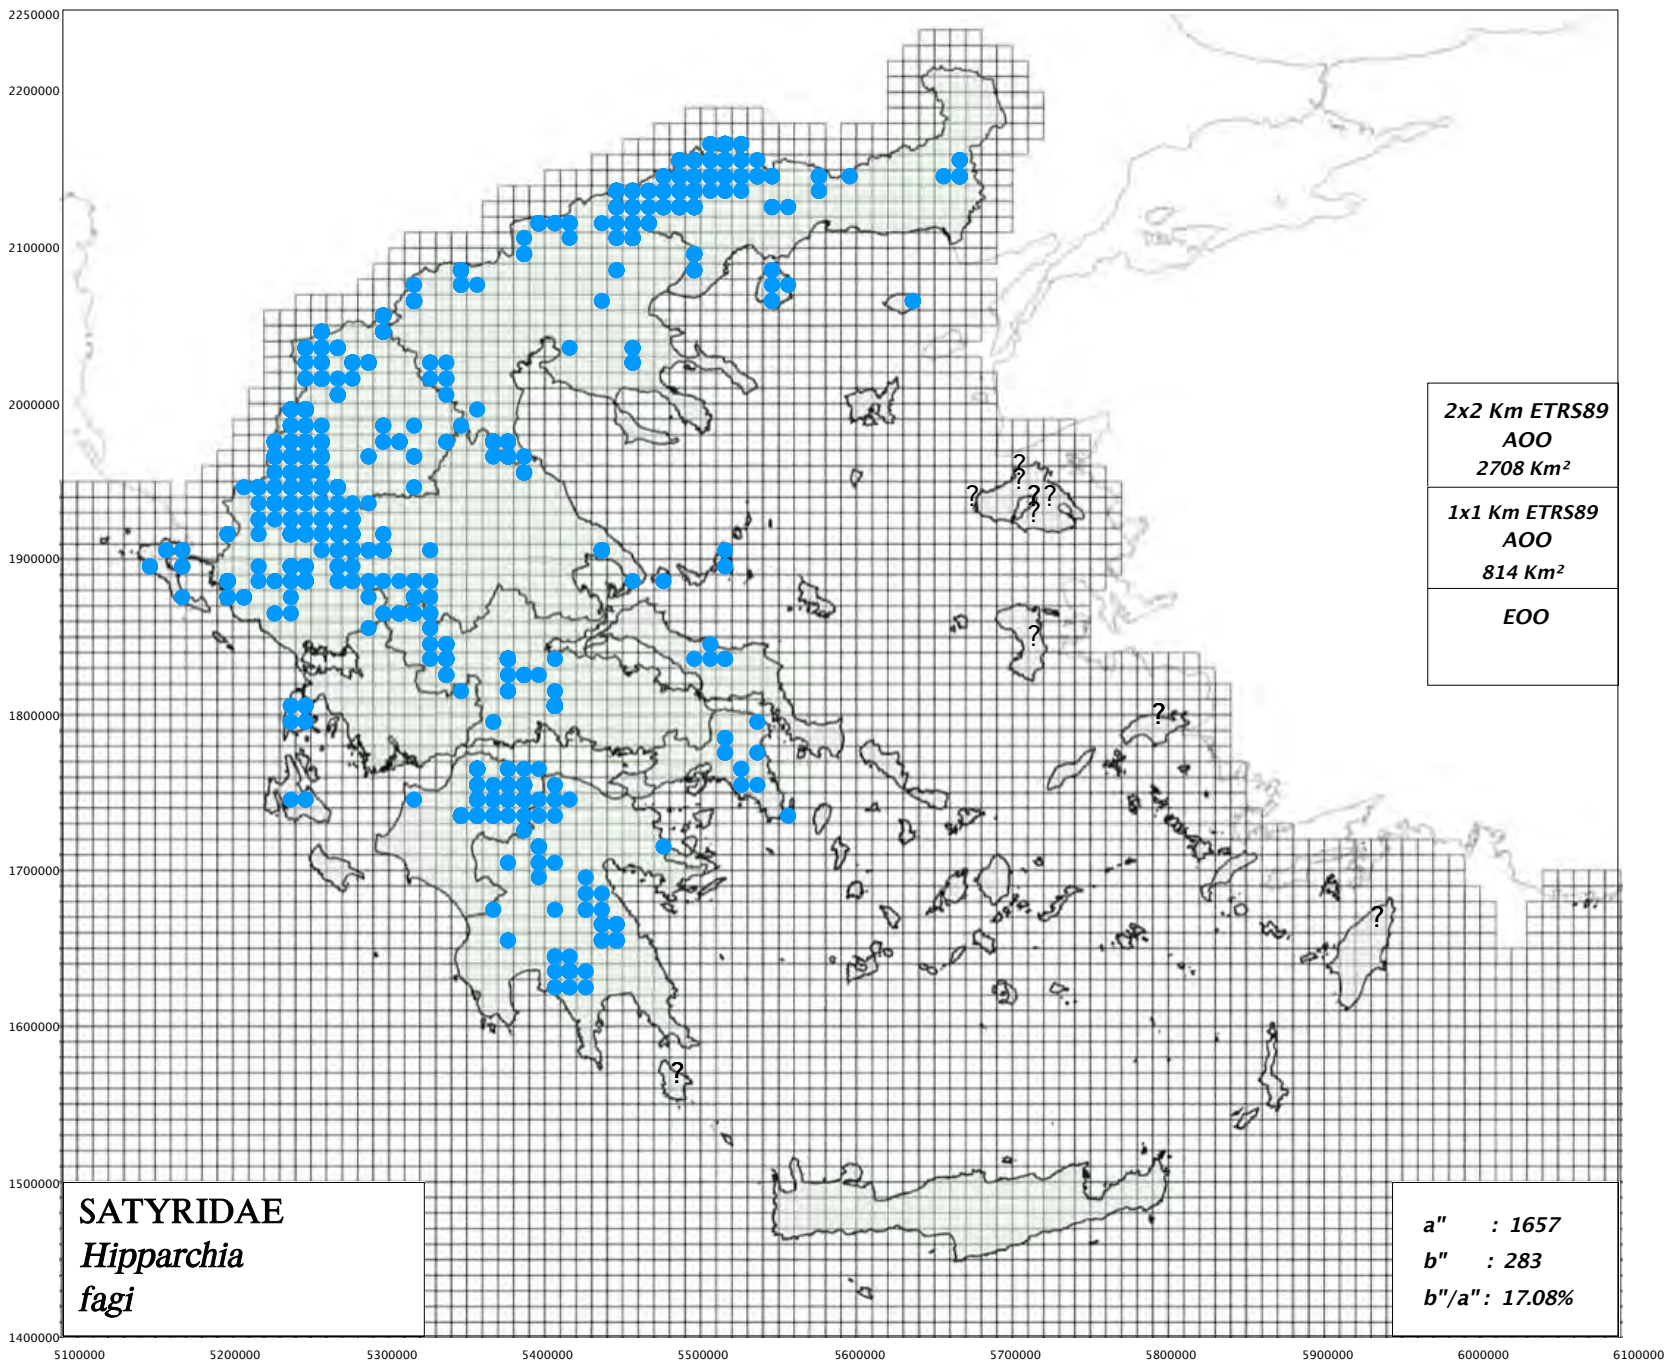 2250000
2200000
2100000
2000000
1900000
1800000
1700000
1600000
1500000
1400000
5100000 5200000 5300000 5400000 5500000 5600000 5700000 5800000 5900000 6000000 6100000
2x2 Km ETRS89
AOO
2708 Km²
1x1 Km ETRS89
AOO
814 Km²
EOO
?
?
? ? ? ?
?
?
?
?
?
SATYRIDAE
Hipparchia
fagi
a" : 1657
b" : 283
b"/a" : 17.08%